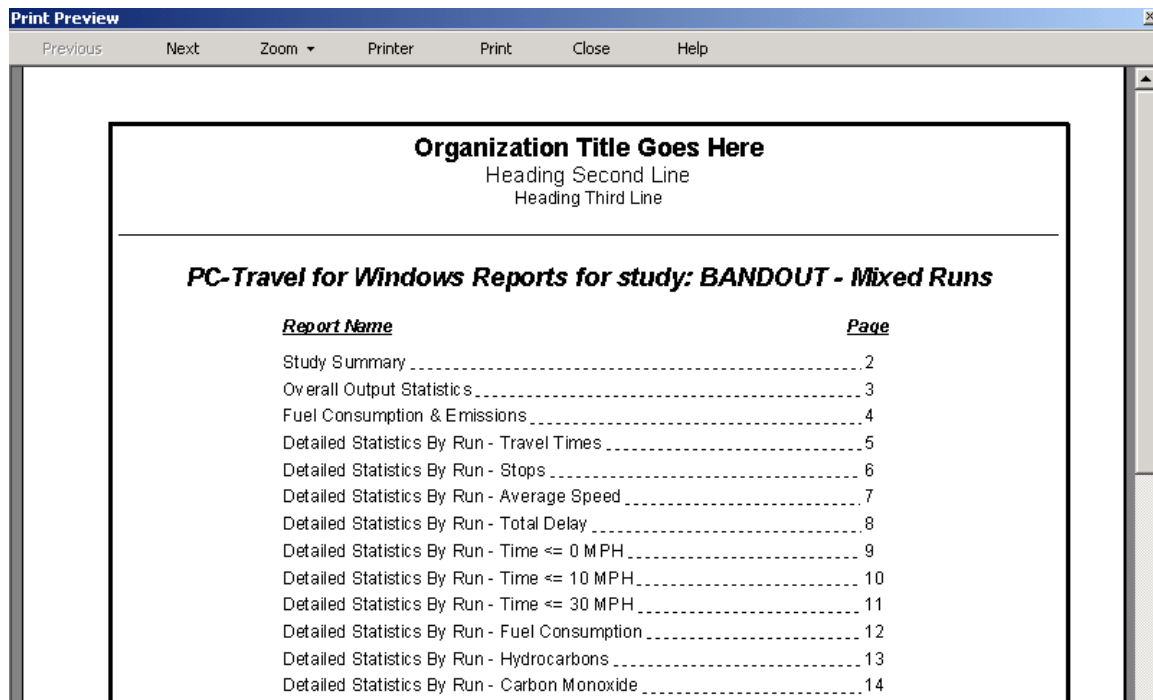 Print Preview
Previous Next Zoom Printer Print Close Help
Organization Title Goes Here
Heading Second Line
Heading Third Line
PC-Travel for Windows Reports for study: BANDOUT - Mixed Runs
Report Name Page
Study Summary 2
Overall Output Statistics 3
Fuel Consumption & Emissions 4
Detailed Statistics By Run - Travel Times 5
Detailed Statistics By Run - Stops 6
Detailed Statistics By Run - Average Speed 7
Detailed Statistics By Run - Total Delay 8
Detailed Statistics By Run - Time <= 0 MPH 9
Detailed Statistics By Run - Time <= 10 MPH 10
Detailed Statistics By Run - Time <= 30 MPH 11
Detailed Statistics By Run - Fuel Consumption 12
Detailed Statistics By Run - Hydrocarbons 13
Detailed Statistics By Run - Carbon Monoxide 14